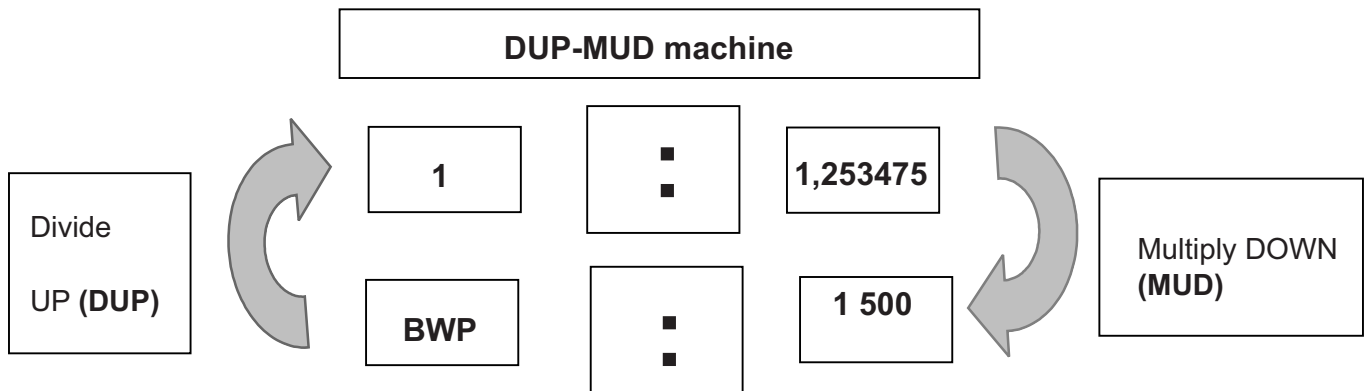 DUP-MUD machine
1 : 1,253475
Divide
UP (DUP)
Multiply DOWN
(MUD)
BWP : 1 500